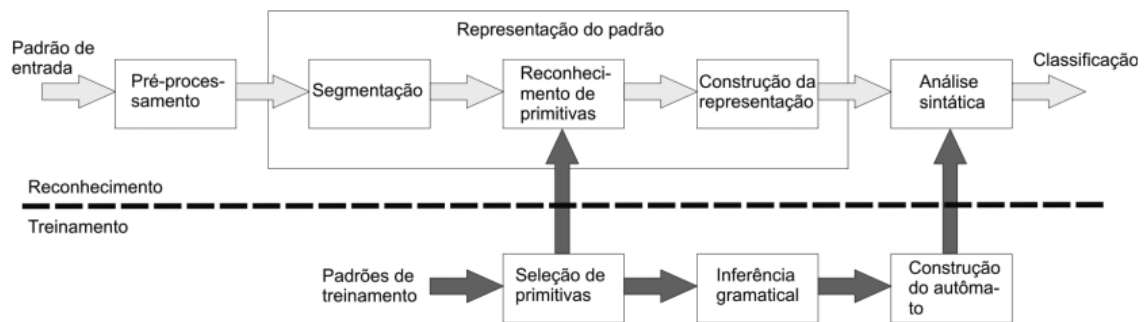 Representação do padrão
Padrão de
entrada
Pré-proces-
samento
Segmentação
Reconheci-
mento de
primitivas
Construção da
representação
Análise
sintática
Classificação
Reconhecimento
Treinamento
Padrões de
treinamento
Seleção de
primitivas
Inferência
gramatical
Construção
do autôma-
to